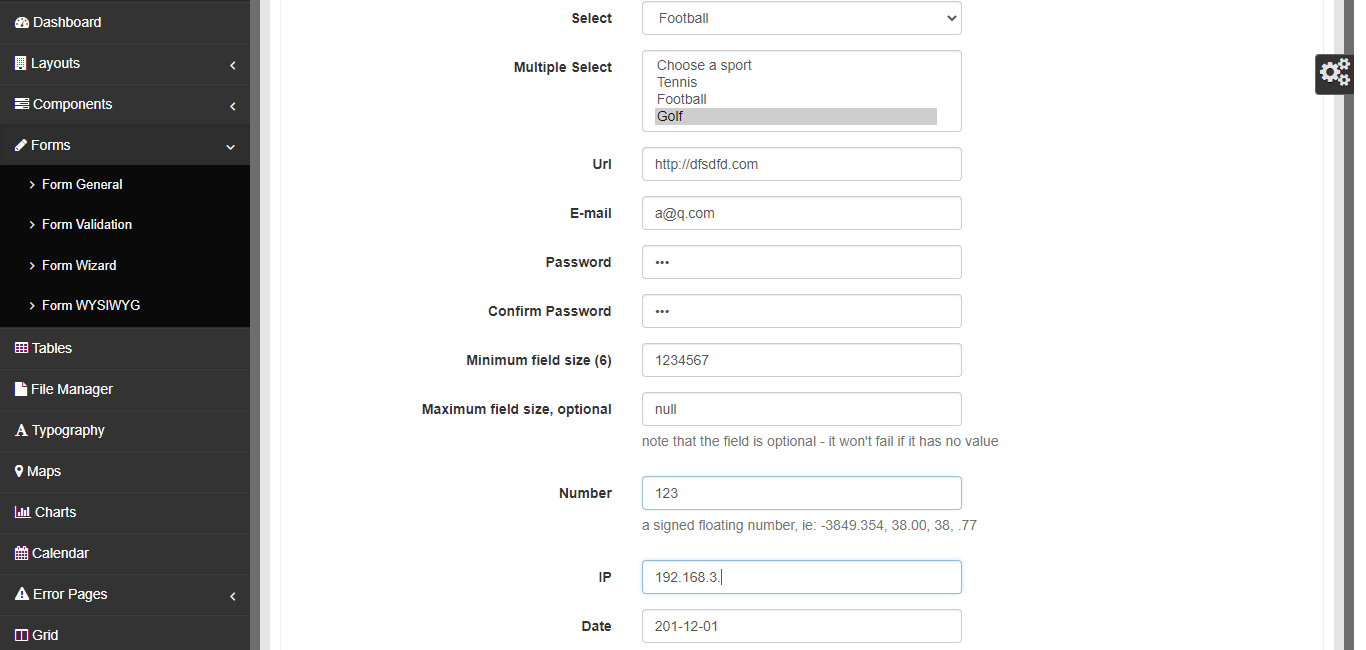 Dashboard
Layouts
Components
Forms
Form General
Form Validation
Form Wizard
Form WYSIWYG
Tables
File Manager
Typography
Maps
Charts
Calendar
Error Pages
Grid
Select Football
Multiple Select Choose a sport
Tennis
Football
Golf
Url http://dfsdfd.com
E-mail a@q.com
Password •••
Confirm Password •••
Minimum field size (6) 1234567
Maximum field size, optional null
note that the field is optional - it won't fail if it has no value
Number 123
a signed floating number, ie: -3849.354, 38.00, 38, .77
IP 192.168.3.
Date 201-12-01